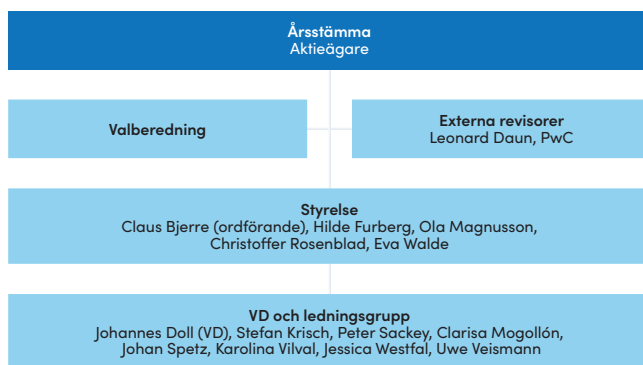 Årsstämma
Aktieägare
Valberedning
Externa revisorer
Leonard Daun, PwC
Styrelse
Claus Bjerre (ordförande), Hilde Furberg, Ola Magnusson,
Christoffer Rosenblad, Eva Walde
VD och ledningsgrupp
Johannes Doll (VD), Stefan Krisch, Peter Sackey, Clarisa Mogollón,
Johan Spetz, Karolina Vilval, Jessica Westfal, Uwe Veismann